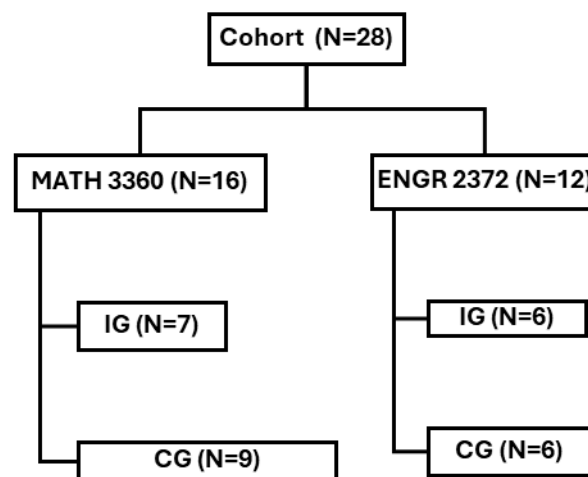 Cohort (N=28)
MATH 3360 (N=16)
ENGR 2372 (N=12)
IG (N=7)
IG (N=6)
CG (N=9)
CG (N=6)